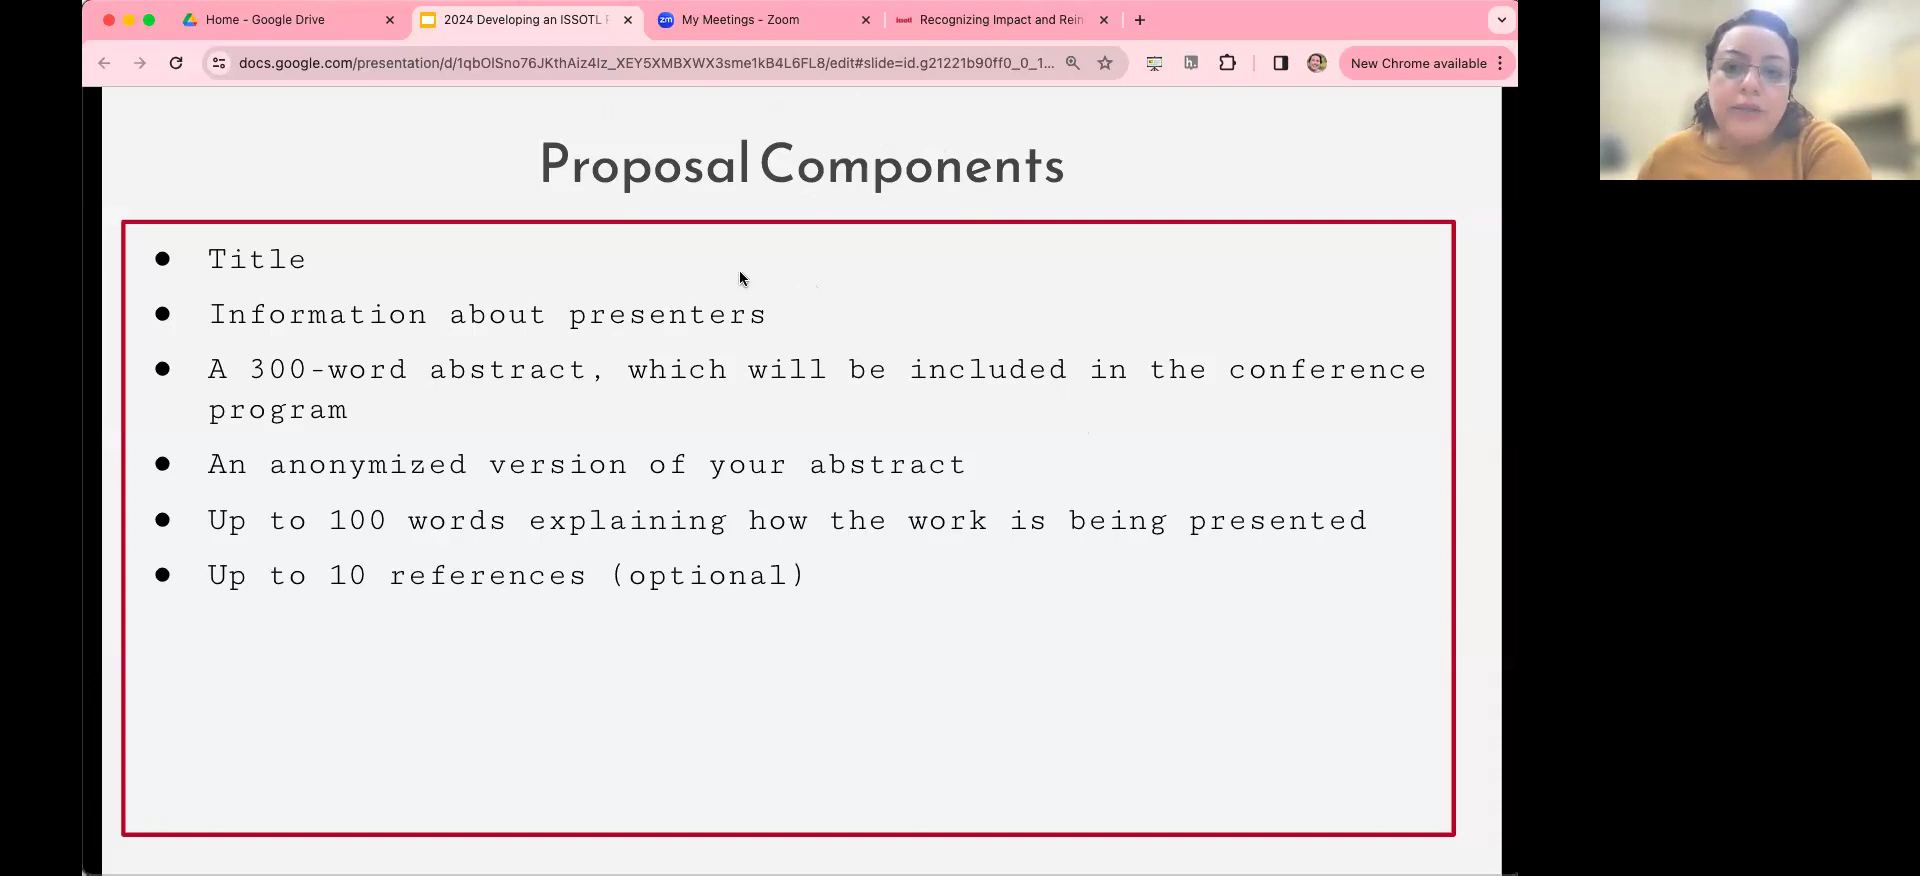 Home - Google Drive
2024 Developing an ISSOTL
My Meetings - Zoom
Recognizing Impact and Rein
docs.google.com/presentation/d/1qbOlSno76JKthAiz4lz_XEY5XMBXWX3sme1kB4L6FL8/edit#slide=id.g21221b90ff0_0_1...
New Chrome available
Proposal Components
● Title
● Information about presenters
● A 300-word abstract, which will be included in the conference
program
● An anonymized version of your abstract
● Up to 100 words explaining how the work is being presented
● Up to 10 references (optional)